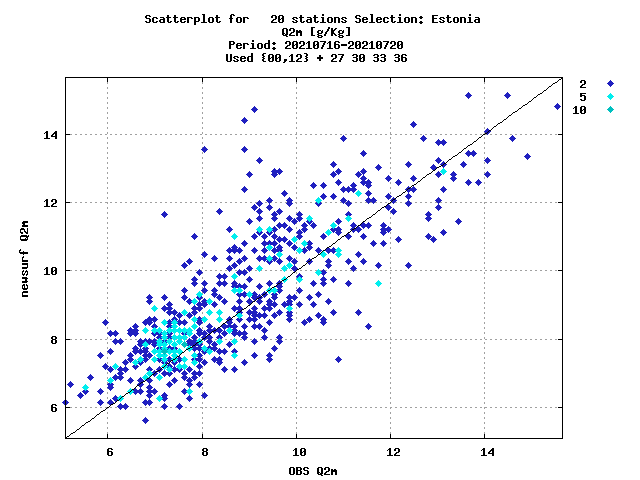 Scatterplot for 20 stations Selection: Estonia
Q2m [g/Kg]
Period: 20210716-20210720
Used {00,12} + 27 30 33 36
2
5
10
14
12
10
8
6
newsurf Q2m
6 8 10 12 14
OBS Q2m